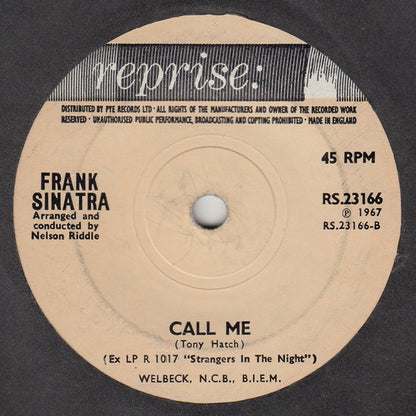 reprise:
DISTRIBUTED BY PYE RECORDS LTD · ALL RIGHTS OF THE MANUFACTURERS AND OWNER OF THE RECORDED WORK
RESERVED · UNAUTHORISED PUBLIC PERFORMANCE, BROADCASTING AND COPYING PROHIBITED · MADE IN ENGLAND
45 RPM
FRANK
SINATRA
Arranged and
conducted by
Nelson Riddle
RS.23166
℗ 1967
RS.23166-B
CALL ME
(Tony Hatch)
(Ex LP R 1017 “Strangers In The Night”)
WELBECK, N.C.B., B.I.E.M.